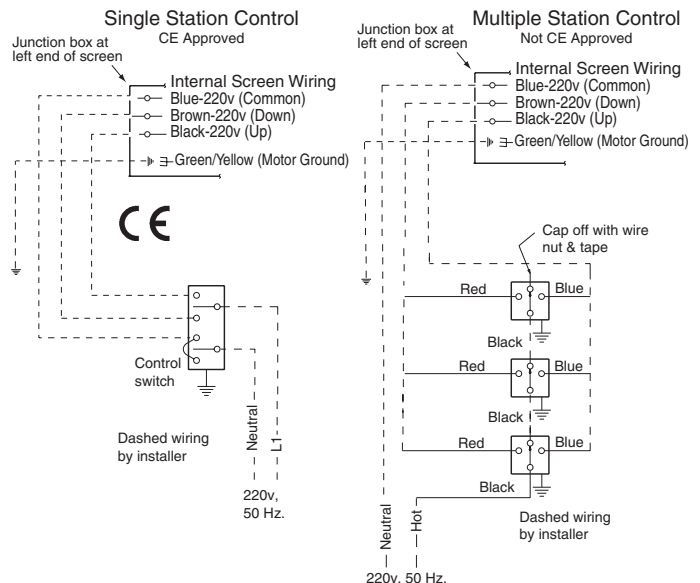 Single Station Control
CE Approved
Junction box at
left end of screen
Internal Screen Wiring
Blue-220v (Common)
Brown-220v (Down)
Black-220v (Up)
Green/Yellow (Motor Ground)
CE
Control
switch
Dashed wiring
by installer
Neutral
L1
220v,
50 Hz.
Multiple Station Control
Not CE Approved
Junction box at
left end of screen
Internal Screen Wiring
Blue-220v (Common)
Brown-220v (Down)
Black-220v (Up)
Green/Yellow (Motor Ground)
Cap off with wire
nut & tape
Red
Blue
Black
Red
Blue
Black
Red
Blue
Black
Neutral
Hot
Dashed wiring
by installer
220v, 50 Hz.